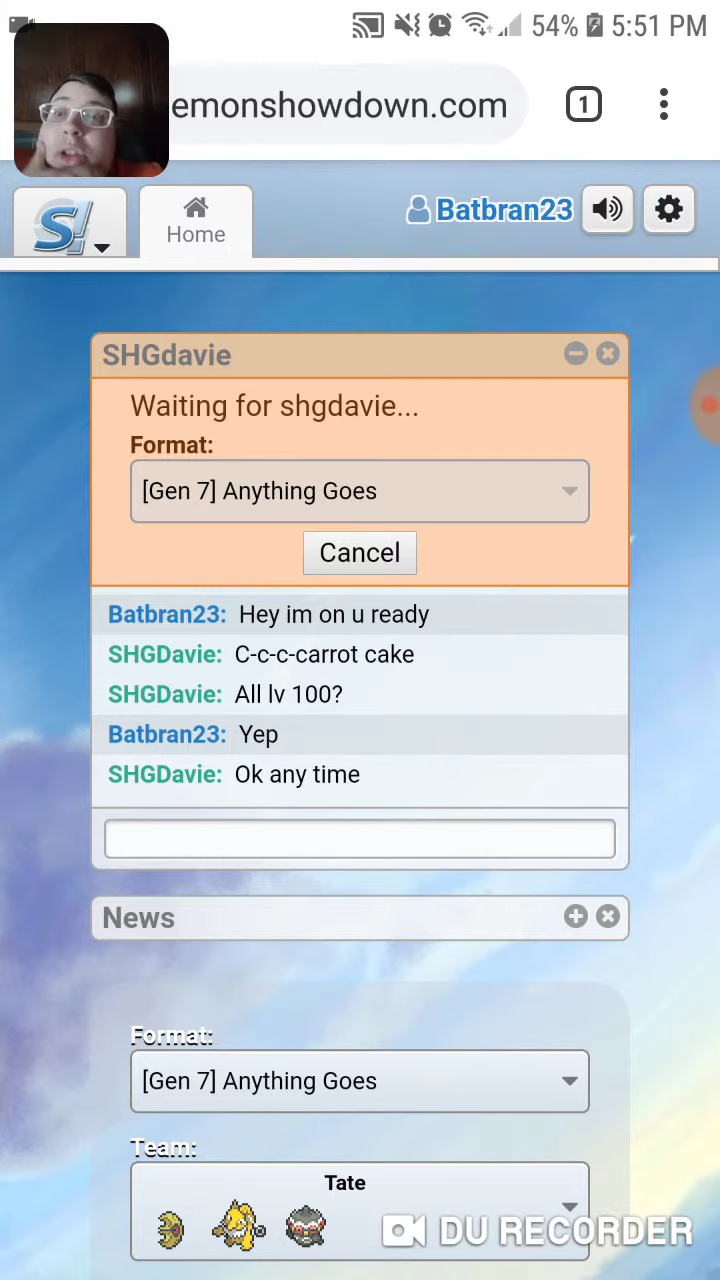 54% 5:51 PM
emonshowdown.com
1
S!
Home
Batbran23
SHGdavie
Waiting for shgdavie...
Format:
[Gen 7] Anything Goes
Cancel
Batbran23: Hey im on u ready
SHGDavie: C-c-c-carrot cake
SHGDavie: All lv 100?
Batbran23: Yep
SHGDavie: Ok any time
News
Format:
[Gen 7] Anything Goes
Team:
Tate
DU RECORDER